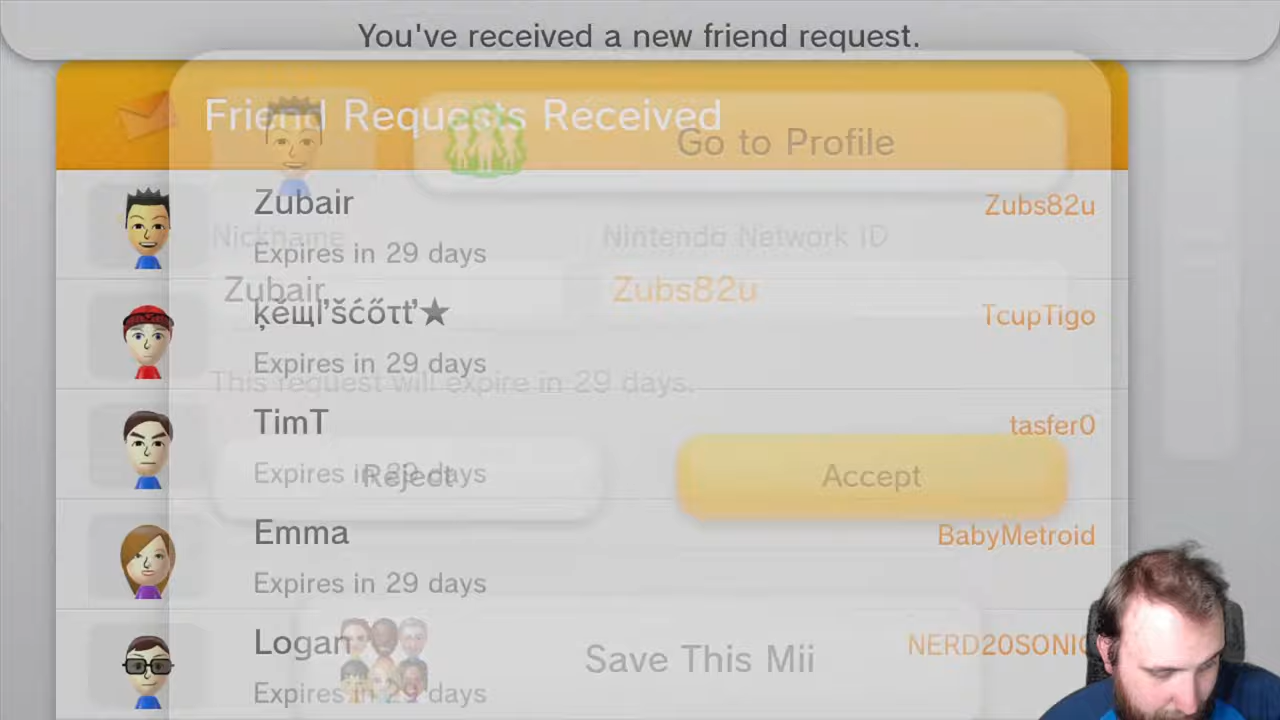 You've received a new friend request.
Friend Requests Received
Go to Profile
Zubair
Zubs82u
Nickname
Nintendo Network ID
Expires in 29 days
Zubair
Zubs82u
ķěщľšćőττ'★
TcupTigo
Expires in 29 days
This request will expire in 29 days.
TimT
tasfer0
Expires in 29 days
Reject
Accept
Emma
BabyMetroid
Expires in 29 days
Logan
NERD20SONIC
Save This Mii
Expires in 29 days